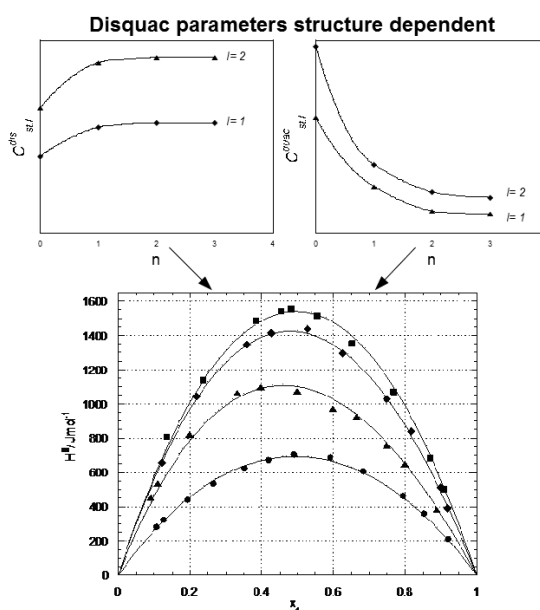 Disquac parameters structure dependent
C dis st,l
l= 2
l= 1
0 1 2 3 4
n
C quac st,l
l= 2
l= 1
0 1 2 3
n
1600
1400
1200
1000
800
600
400
200
0
H^E/Jmol^-1
0 0.2 0.4 0.6 0.8 1
x_1